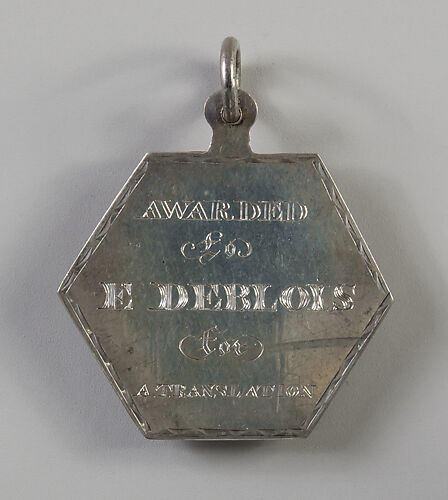 AWARDED
to
E DEBLOIS
for
A TRANSLATION